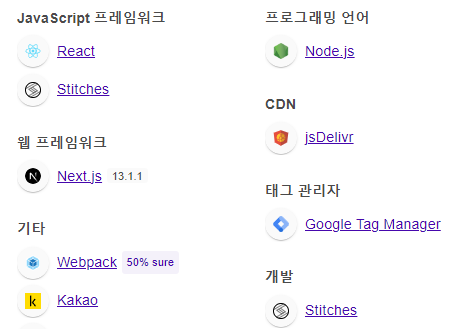 JavaScript 프레임워크
React
Stitches
웹 프레임워크
Next.js 13.1.1
기타
Webpack 50% sure
Kakao
프로그래밍 언어
Node.js
CDN
jsDelivr
태그 관리자
Google Tag Manager
개발
Stitches